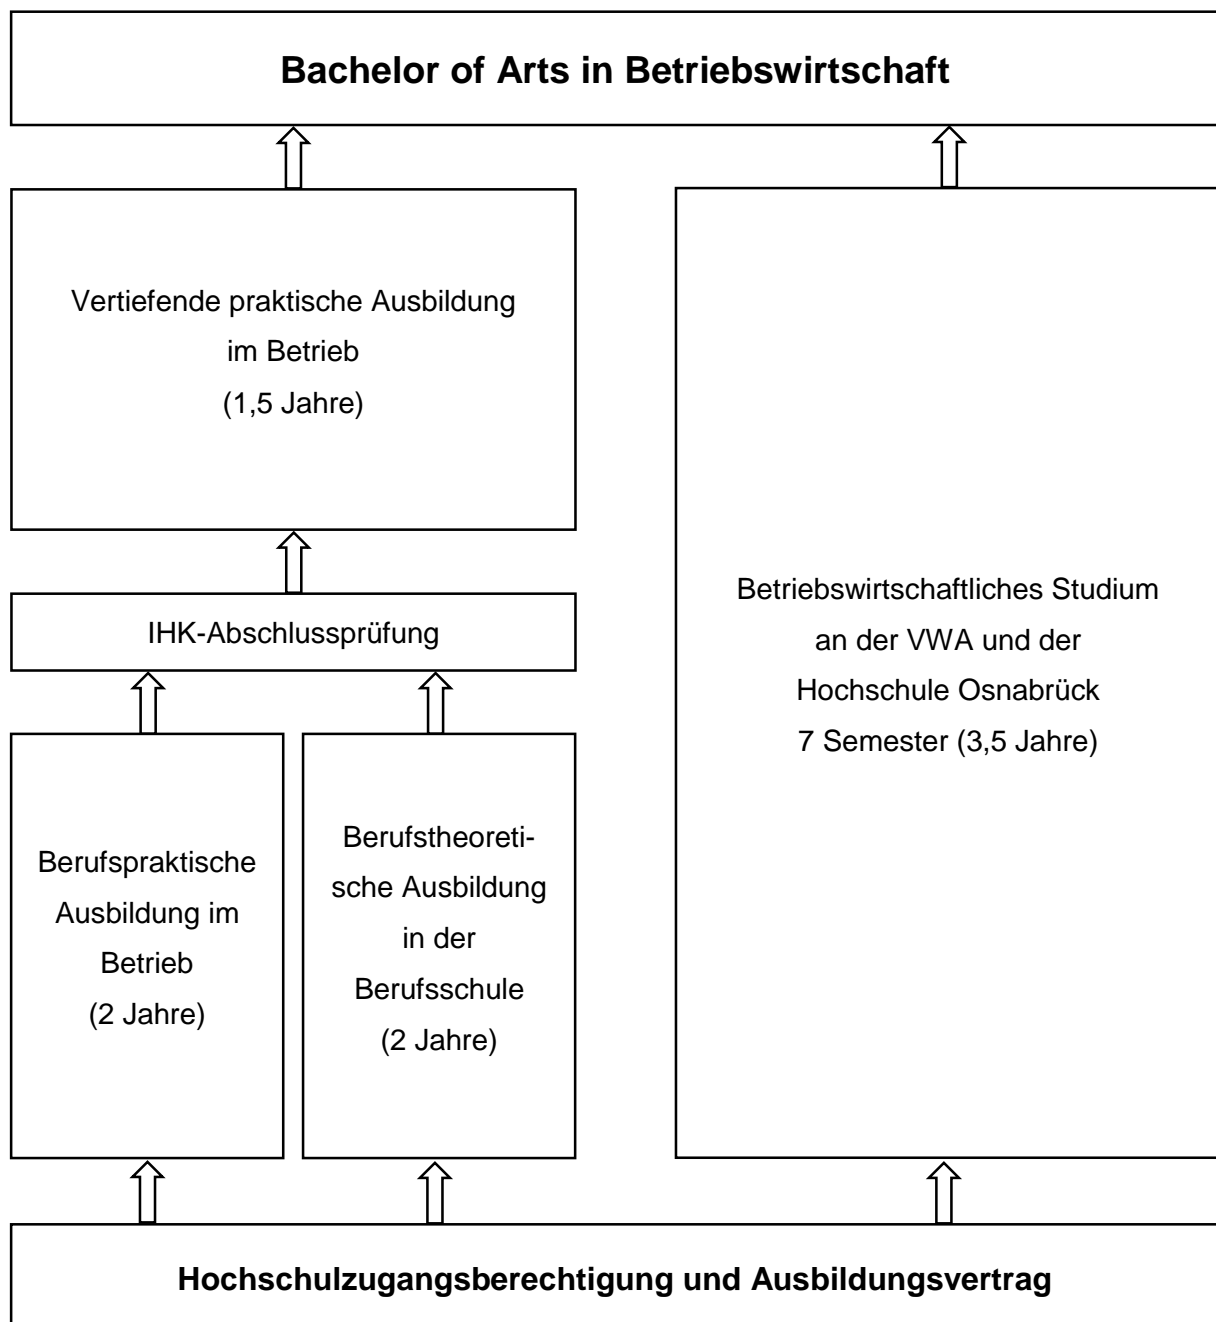 Bachelor of Arts in Betriebswirtschaft
Vertiefende praktische Ausbildung
im Betrieb
(1,5 Jahre)
IHK-Abschlussprüfung
Berufspraktische
Ausbildung im
Betrieb
(2 Jahre)
Berufstheoreti-
sche Ausbildung
in der
Berufsschule
(2 Jahre)
Betriebswirtschaftliches Studium
an der VWA und der
Hochschule Osnabrück
7 Semester (3,5 Jahre)
Hochschulzugangsberechtigung und Ausbildungsvertrag